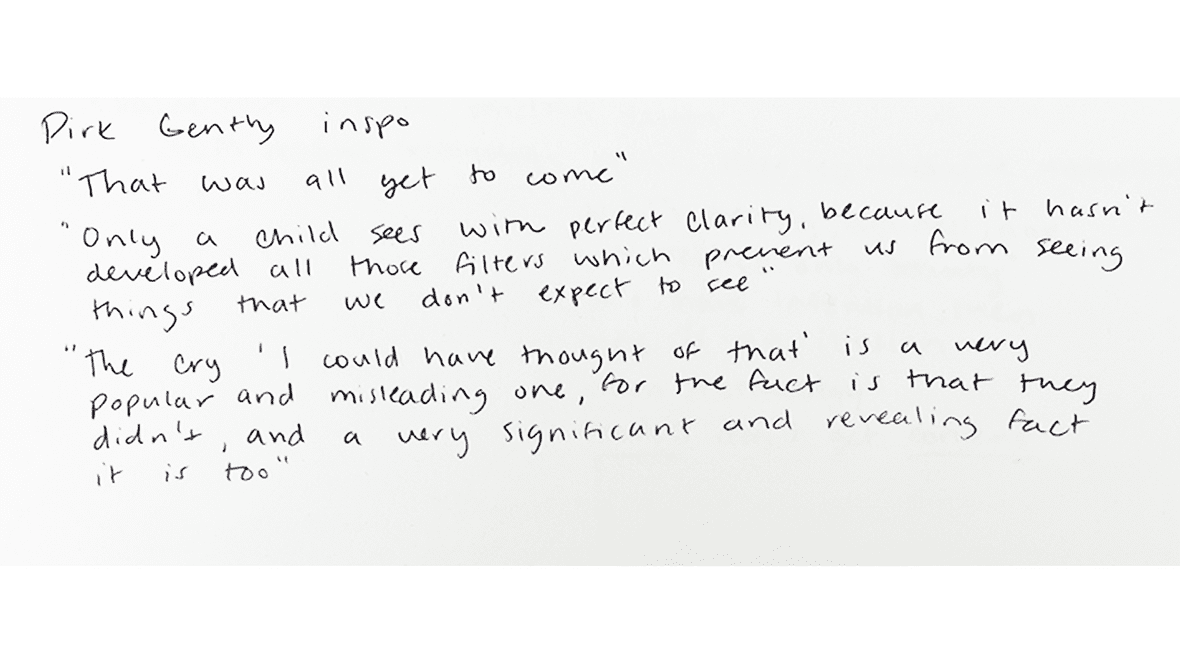 Dirk Gently inspo
"That was all yet to come"
"Only a child sees with perfect clarity, because it hasn't
developed all those filters which prevent us from seeing
things that we don't expect to see"
"The cry 'I could have thought of that' is a very
popular and misleading one, for the fact is that they
didn't, and a very significant and revealing fact
it is too"